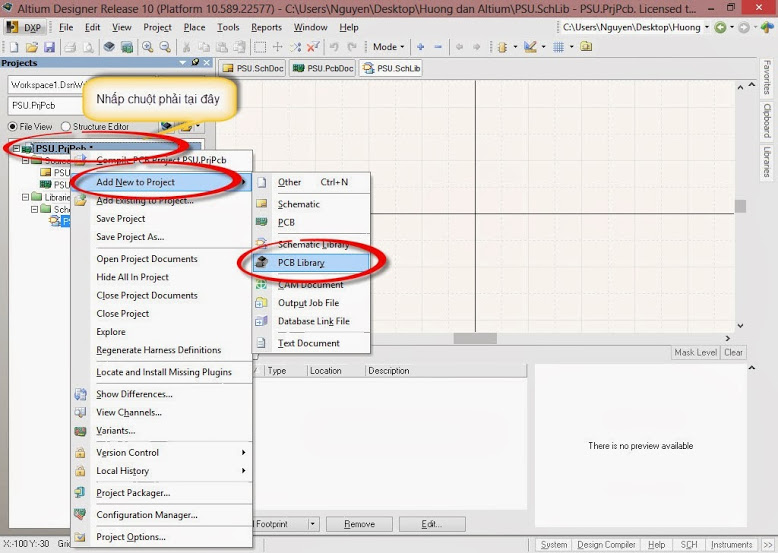 Altium Designer Release 10 (Platform 10.589.22577) - C:\Users\Nguyen\Desktop\Huong dan Altium\PSU.SchLib - PSU.PrjPcb. Licensed t...
DXP File Edit View Project Place Tools Reports Window Help C:\Users\Nguyen\Desktop\Huong
Mode
Projects
PSU.SchDoc PSU.PcbDoc PSU.SchLib
Workspace1.DsnW
PSU.PrjPcb
Nhấp chuột phải tại đây
File View Structure Editor
PSU.PrjPcb *
Compile PCB Project PSU.PrjPcb
Add New to Project
Add Existing to Project...
Save Project
Save Project As...
Open Project Documents
Hide All In Project
Close Project Documents
Close Project
Explore
Regenerate Harness Definitions
Locate and Install Missing Plugins
Show Differences...
View Channels...
Variants...
Version Control
Local History
Project Packager...
Configuration Manager...
Project Options...
Other Ctrl+N
Schematic
PCB
Schematic Library
PCB Library
CAM Document
Output Job File
Database Link File
Text Document
Favorites
Clipboard
Libraries
Mask Level Clear
Type Location Description
There is no preview available
Footprint Remove Edit...
X:-100 Y:-30 Grid
System Design Compiler Help SCH Instruments >>